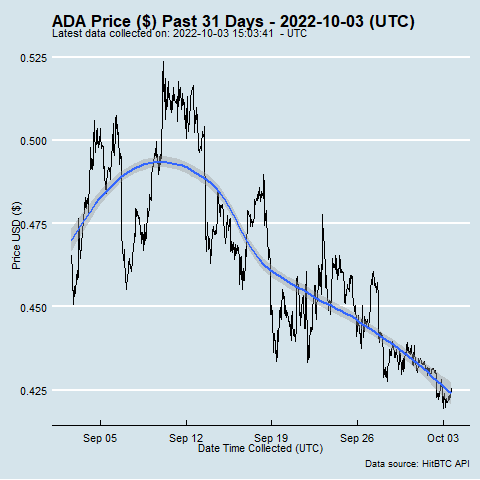 ADA Price ($) Past 31 Days - 2022-10-03 (UTC)
Latest data collected on: 2022-10-03 15:03:41 - UTC
0.525
0.500
0.475
0.450
0.425
Price USD ($)
Sep 05 Sep 12 Sep 19 Sep 26 Oct 03
Date Time Collected (UTC)
Data source: HitBTC API